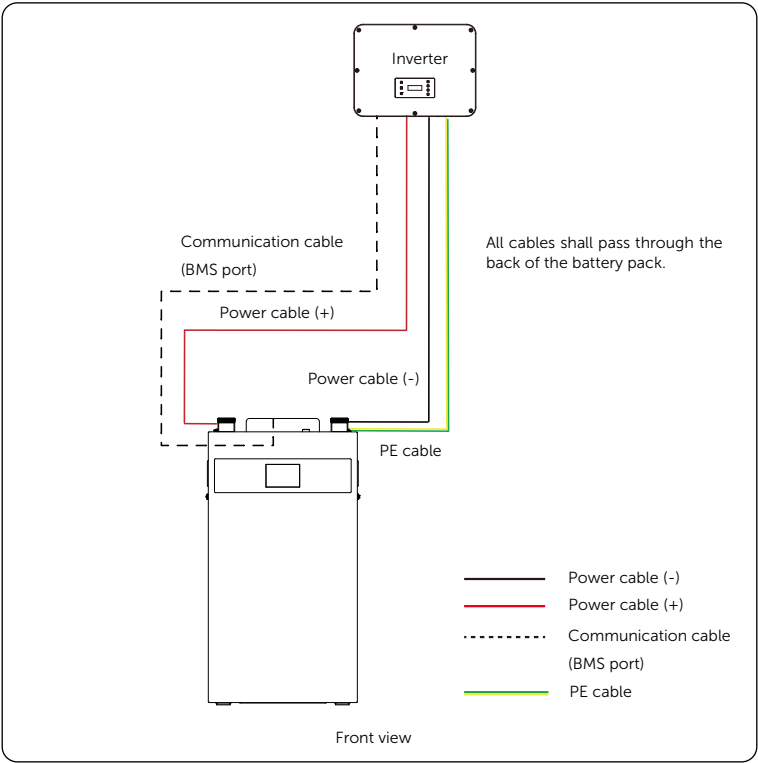 Inverter
Communication cable
(BMS port)
All cables shall pass through the
back of the battery pack.
Power cable (+)
Power cable (-)
PE cable
Power cable (-)
Power cable (+)
Communication cable
(BMS port)
PE cable
Front view